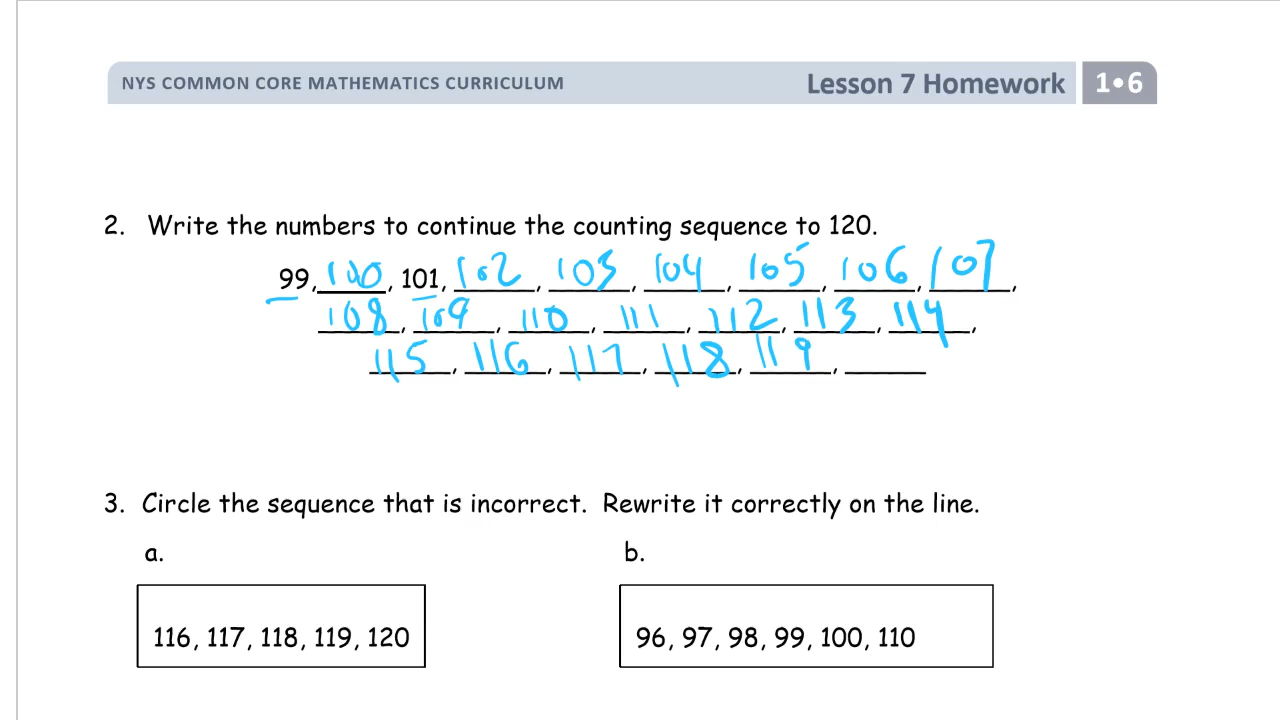 NYS COMMON CORE MATHEMATICS CURRICULUM Lesson 7 Homework 1•6
2. Write the numbers to continue the counting sequence to 120.
99, 100, 101, 102, 103, 104, 105, 106, 107,
108, 109, 110, 111, 112, 113, 114,
115, 116, 117, 118, 119, ______
3. Circle the sequence that is incorrect. Rewrite it correctly on the line.
a. b.
116, 117, 118, 119, 120 96, 97, 98, 99, 100, 110